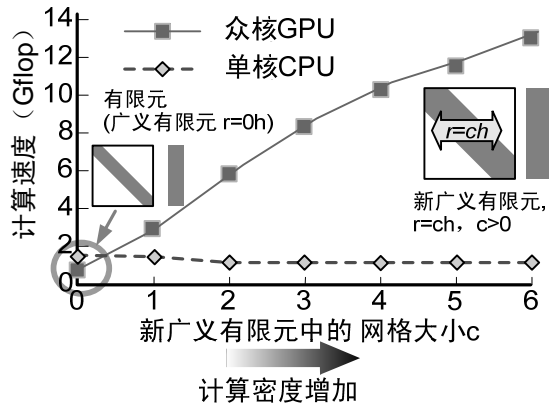 14
12
10
8
6
4
2
0
计算速度（Gflop）
众核GPU
单核CPU
有限元
(广义有限元 r=0h)
r=ch
新广义有限元,
r=ch，c>0
0 1 2 3 4 5 6
新广义有限元中的 网格大小c
计算密度增加